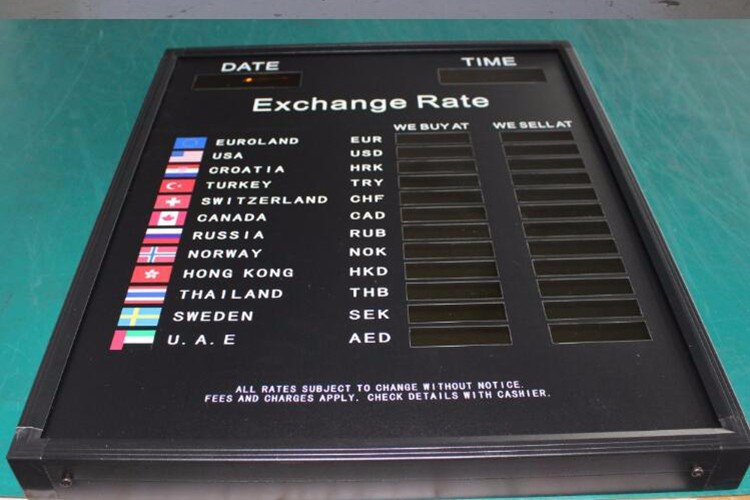 DATE TIME
Exchange Rate
WE BUY AT WE SELL AT
EUROLAND EUR
USA USD
CROATIA HRK
TURKEY TRY
SWITZERLAND CHF
CANADA CAD
RUSSIA RUB
NORWAY NOK
HONG KONG HKD
THAILAND THB
SWEDEN SEK
U.A.E AED
ALL RATES SUBJECT TO CHANGE WITHOUT NOTICE.
FEES AND CHARGES APPLY. CHECK DETAILS WITH CASHIER.